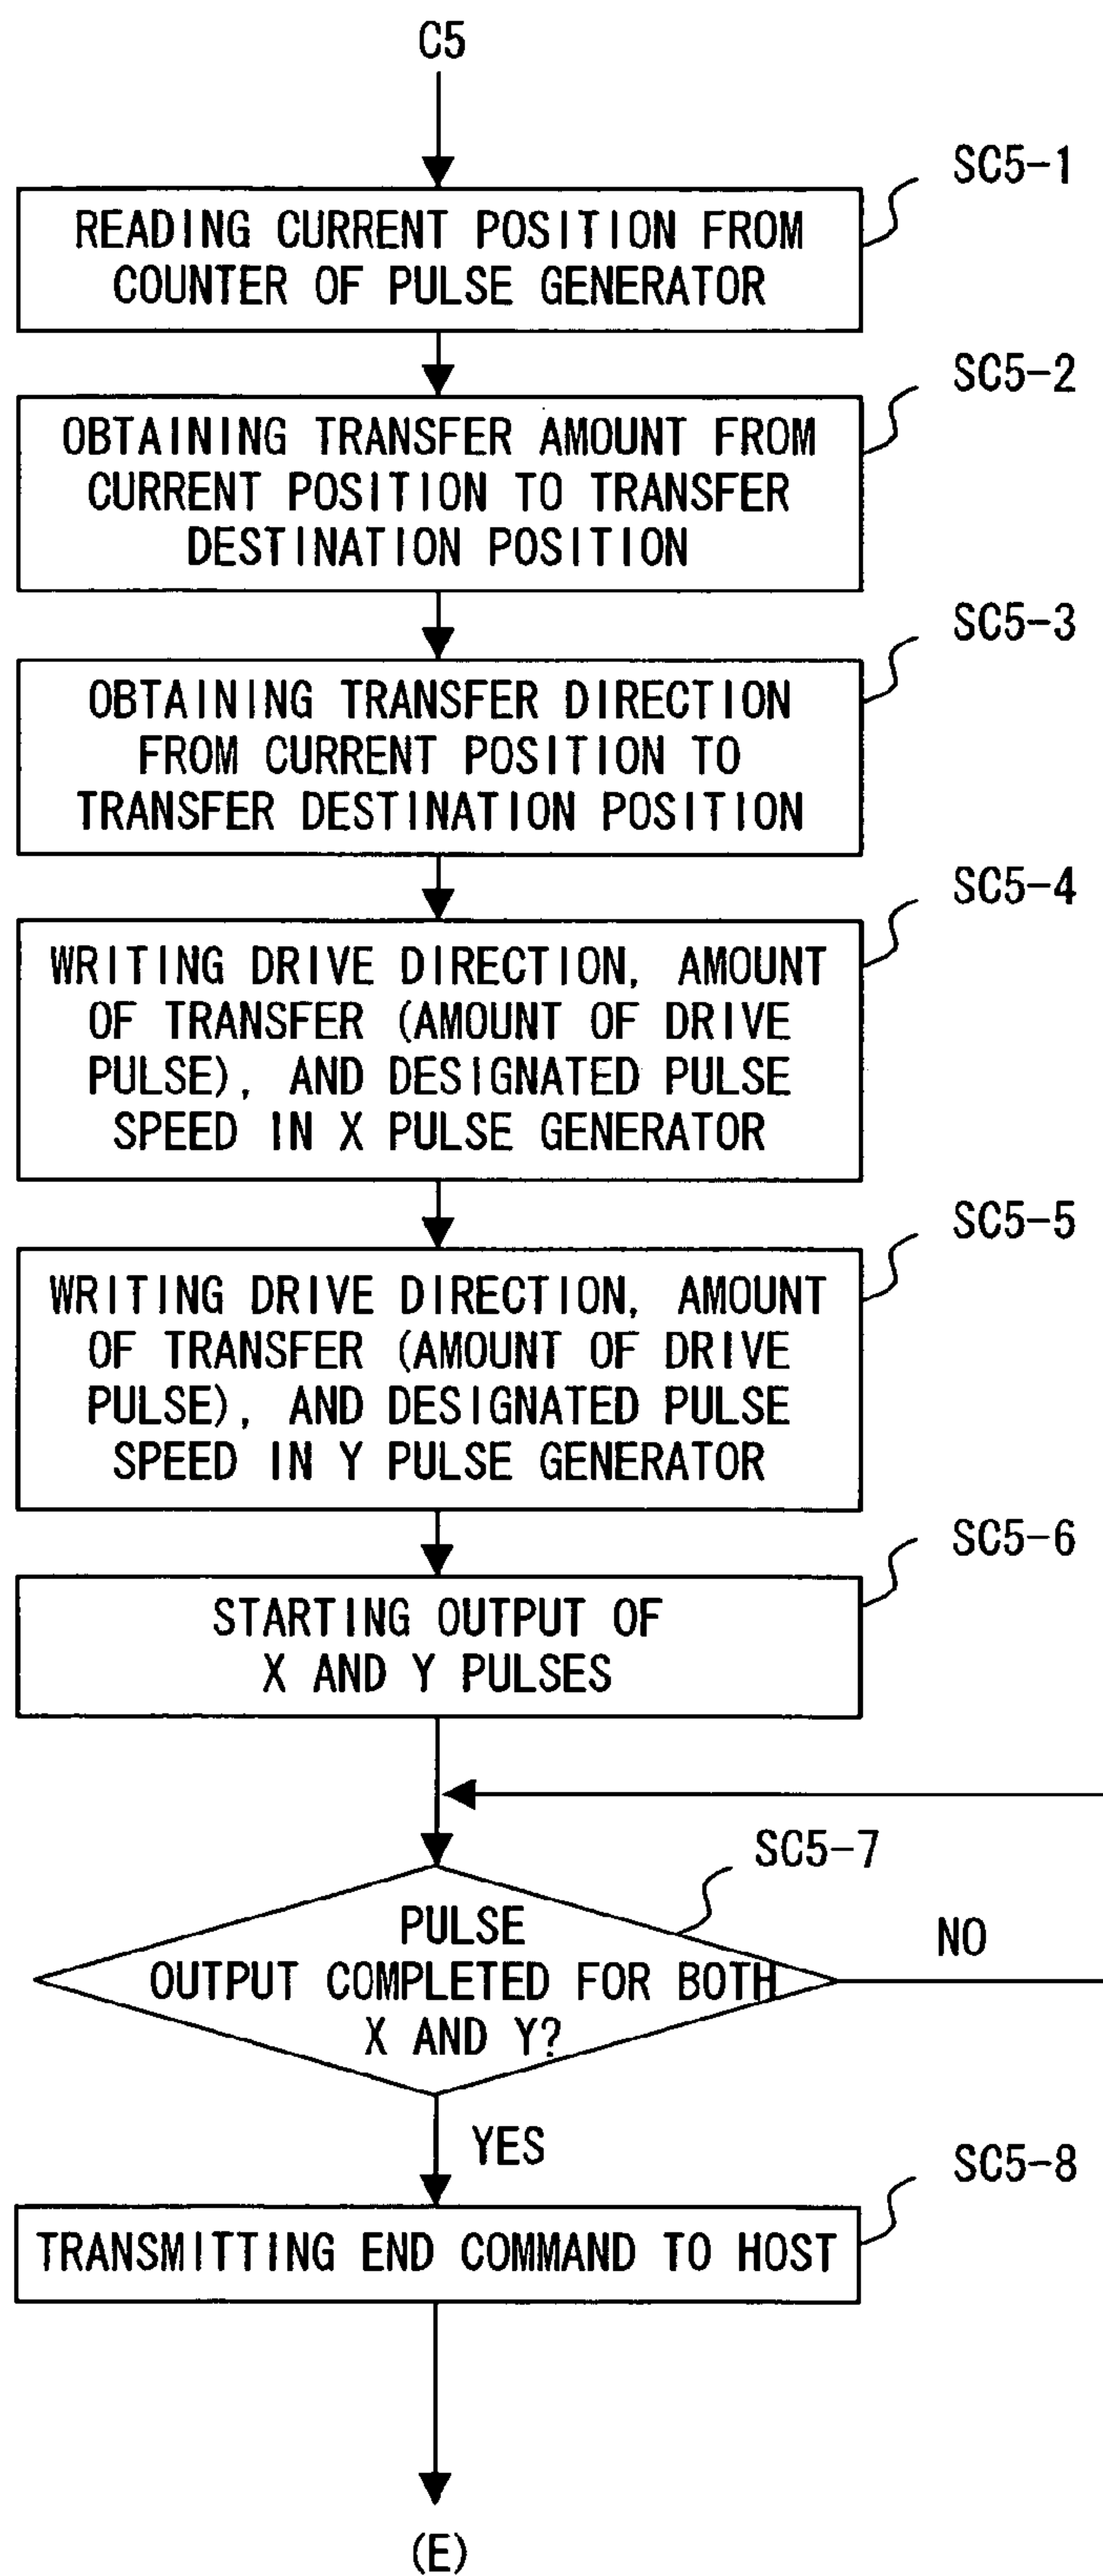 C5
SC5-1
READING CURRENT POSITION FROM
COUNTER OF PULSE GENERATOR
SC5-2
OBTAINING TRANSFER AMOUNT FROM
CURRENT POSITION TO TRANSFER
DESTINATION POSITION
SC5-3
OBTAINING TRANSFER DIRECTION
FROM CURRENT POSITION TO
TRANSFER DESTINATION POSITION
SC5-4
WRITING DRIVE DIRECTION, AMOUNT
OF TRANSFER (AMOUNT OF DRIVE
PULSE), AND DESIGNATED PULSE
SPEED IN X PULSE GENERATOR
SC5-5
WRITING DRIVE DIRECTION, AMOUNT
OF TRANSFER (AMOUNT OF DRIVE
PULSE), AND DESIGNATED PULSE
SPEED IN Y PULSE GENERATOR
SC5-6
STARTING OUTPUT OF
X AND Y PULSES
SC5-7
PULSE
OUTPUT COMPLETED FOR BOTH
X AND Y?
NO
YES
SC5-8
TRANSMITTING END COMMAND TO HOST
(E)